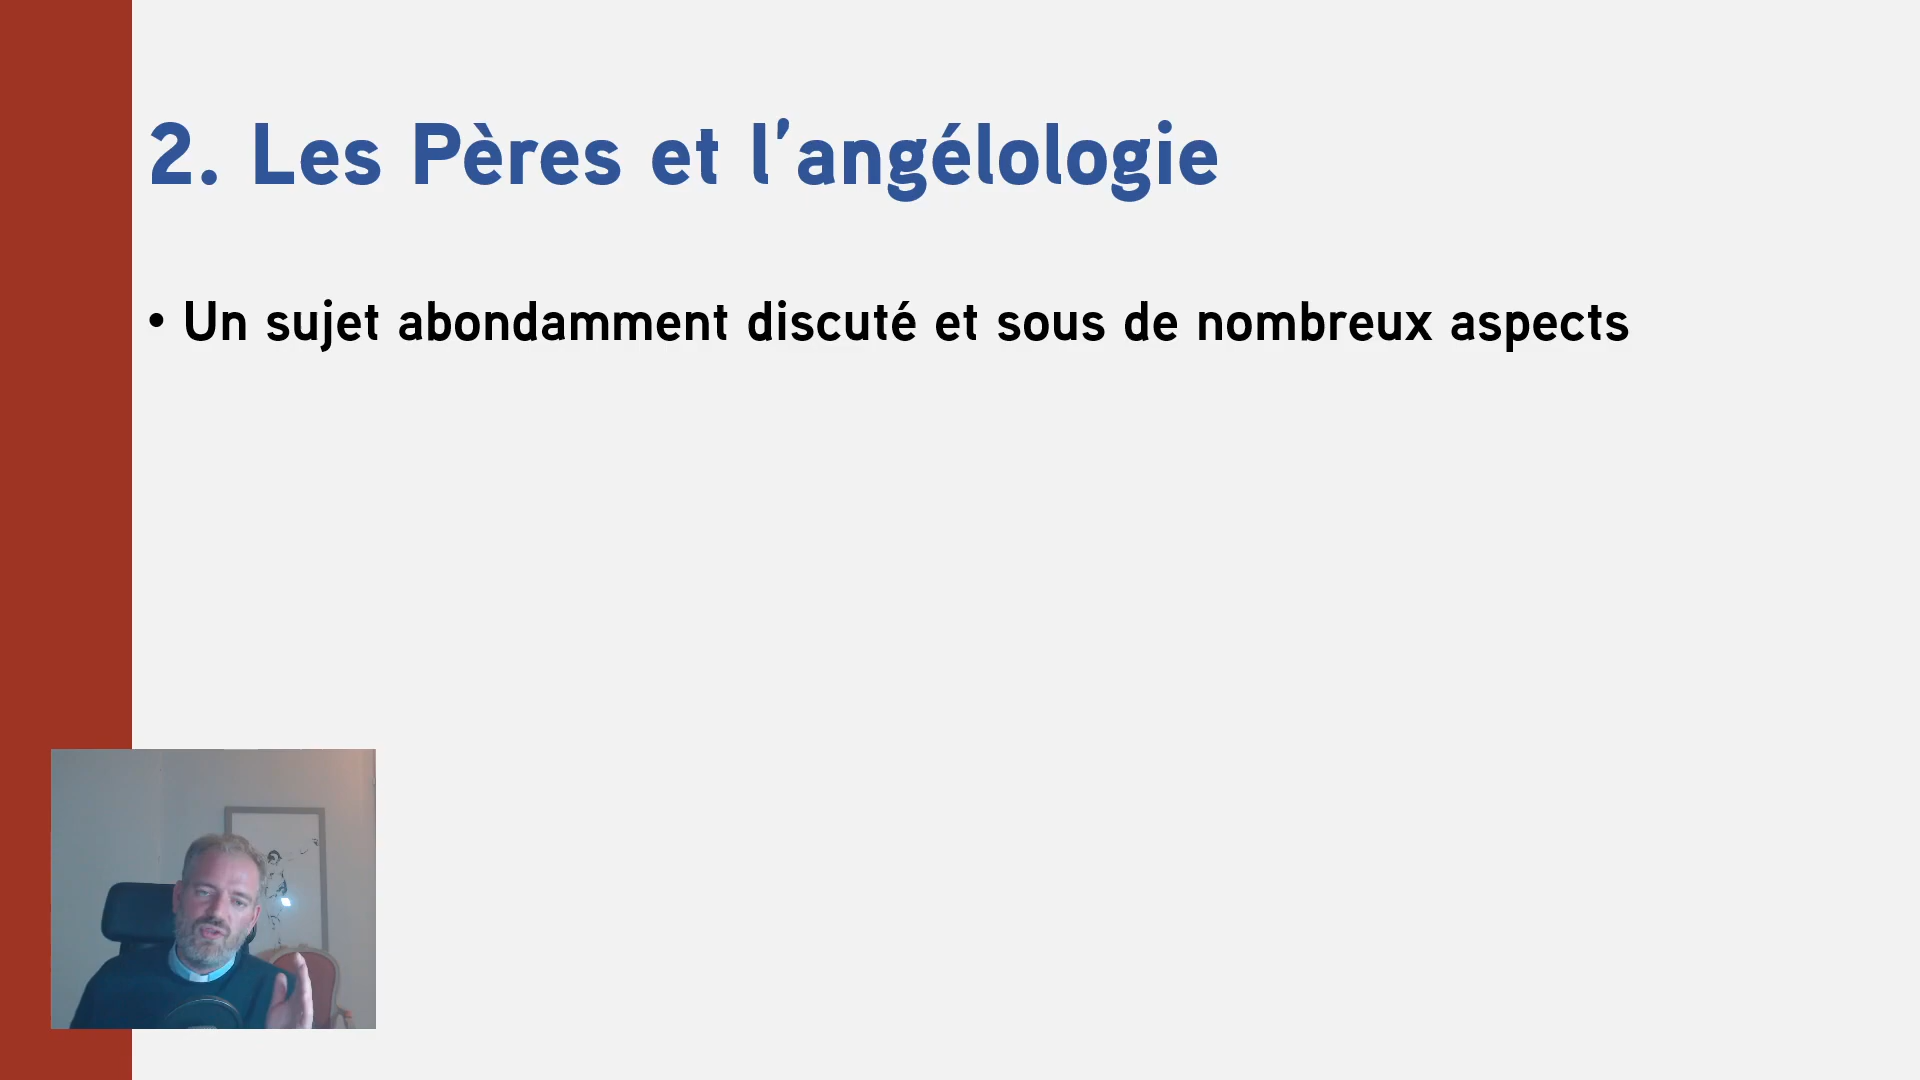 2. Les Pères et l'angélologie
• Un sujet abondamment discuté et sous de nombreux aspects